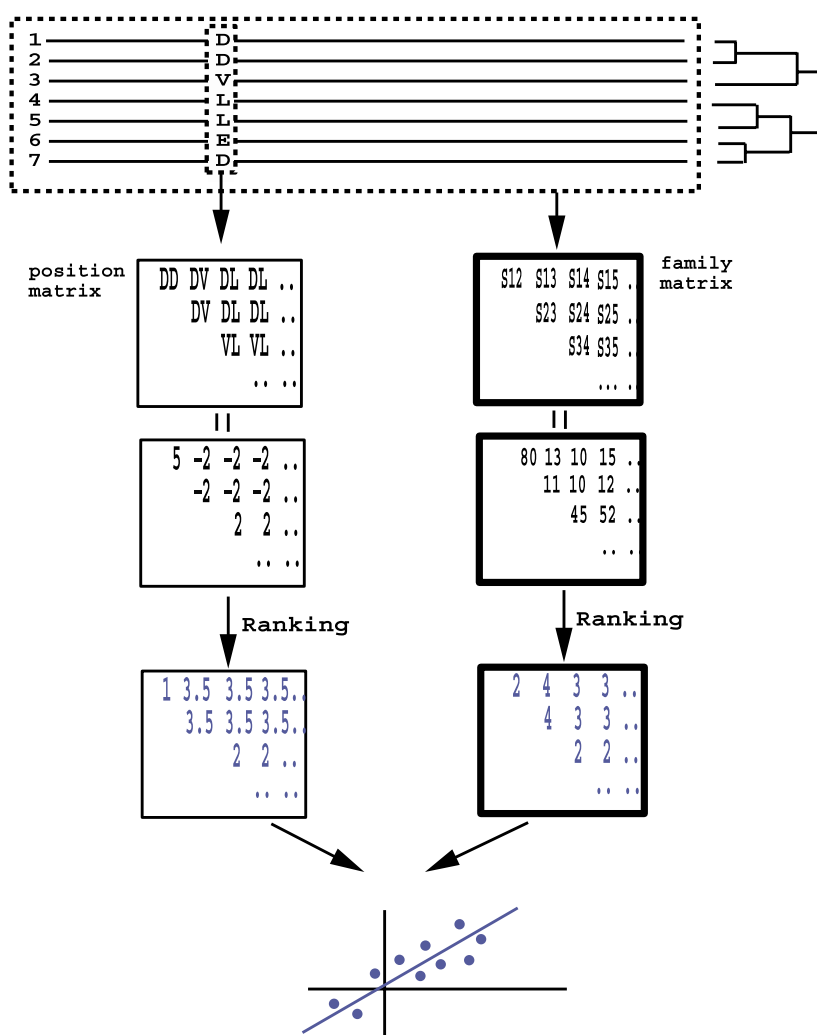 1 D
2 D
3 V
4 L
5 L
6 E
7 D
position
matrix
DD DV DL DL ..
DV DL DL ..
VL VL ..
.. ..
family
matrix
S12 S13 S14 S15 ..
S23 S24 S25 ..
S34 S35 ..
... ..
5 -2 -2 -2 ..
-2 -2 -2 ..
2 2 ..
.. ..
80 13 10 15 ..
11 10 12 ..
45 52 ..
.. ..
Ranking
Ranking
1 3.5 3.5 3.5..
3.5 3.5 3.5..
2 2 ..
.. ..
2 4 3 3 ..
4 3 3 ..
2 2 ..
.. ..